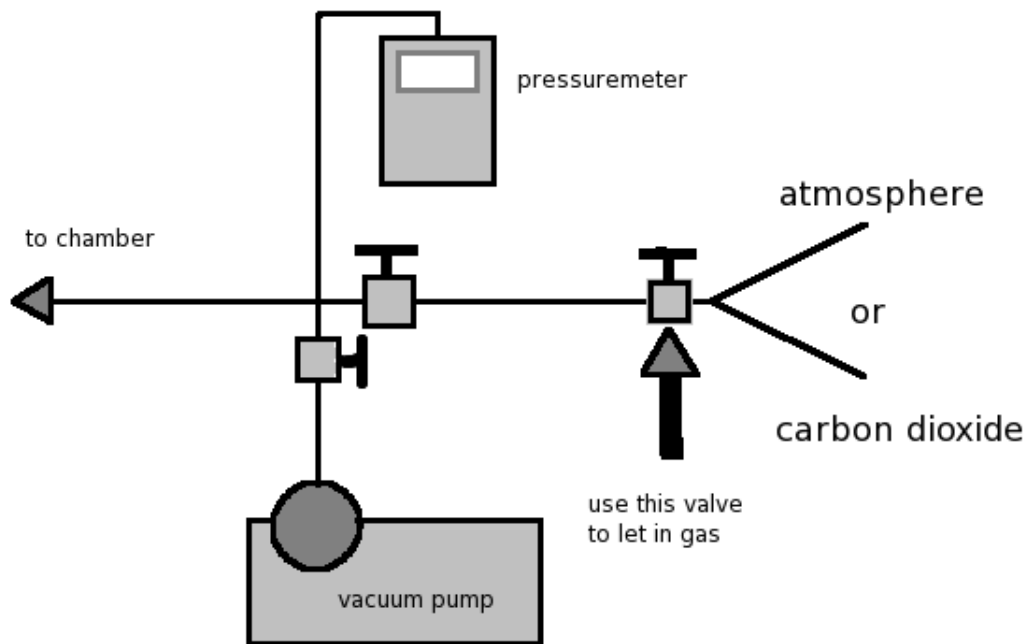 pressuremeter
atmosphere
to chamber
or
carbon dioxide
use this valve
to let in gas
vacuum pump